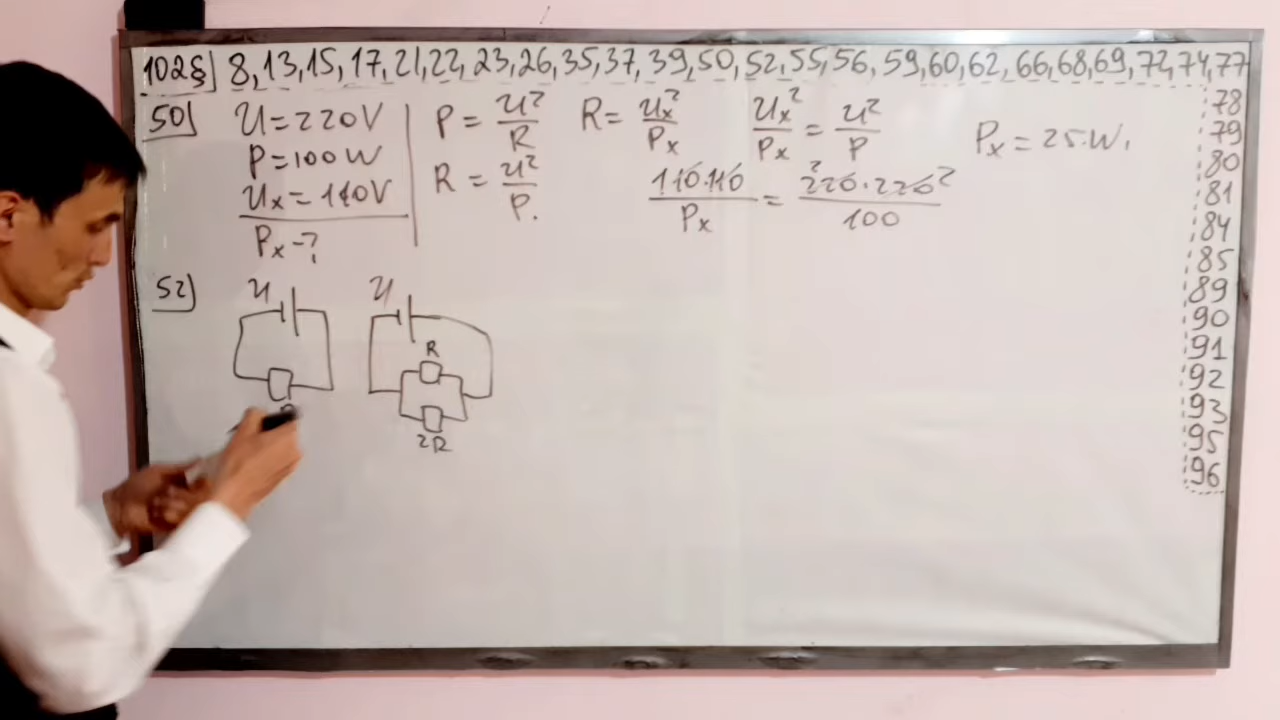 102§] 8,13,15,17,21,22,23,26,35,37,39,50,52,55,56,59,60,62,66,68,69,72,74,77
78
79
80
81
84
85
89
90
91
92
93
95
96
50]
U=220V
P=100W
Uₓ=110V
Pₓ-?
P = U²/R
R = U²/P.
R = Uₓ²/Pₓ
Uₓ²/Pₓ = U²/P
110·110/Pₓ = ²220·220²/100
Pₓ = 25·W,
52]
U
U
R
2R